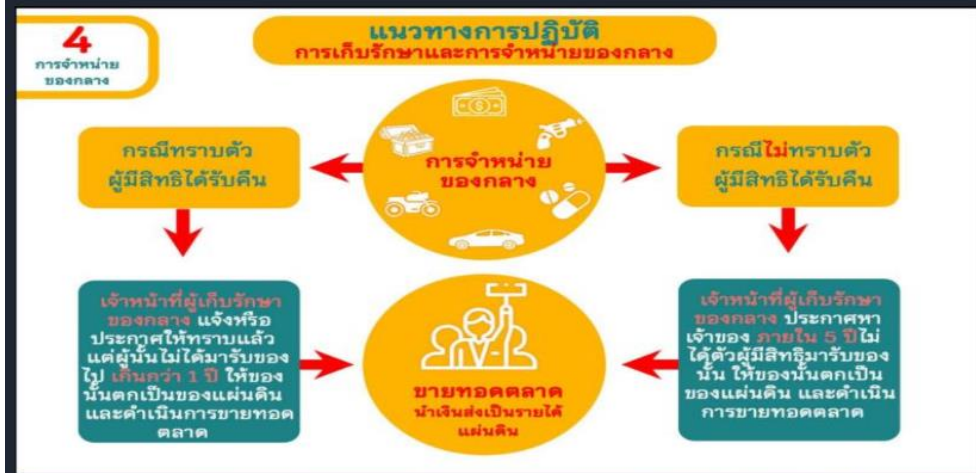 4
การจำหน่าย
ของกลาง
แนวทางการปฏิบัติ
การเก็บรักษาและการจำหน่ายของกลาง
กรณีทราบตัว
ผู้มีสิทธิได้รับคืน
การจำหน่าย
ของกลาง
กรณีไม่ทราบตัว
ผู้มีสิทธิได้รับคืน
เจ้าหน้าที่ผู้เก็บรักษา
ของกลาง แจ้งหรือ
ประกาศให้ทราบแล้ว
แต่ผู้นั้นไม่ได้มารับของ
ไป เกินกว่า 1 ปี ให้ของ
นั้นตกเป็นของแผ่นดิน
และดำเนินการขายทอด
ตลาด
ขายทอดตลาด
นำเงินส่งเป็นรายได้
แผ่นดิน
เจ้าหน้าที่ผู้เก็บรักษา
ของกลาง ประกาศหา
เจ้าของ ภายใน 5 ปีไม่
ได้ตัวผู้มีสิทธิมารับของ
นั้น ให้ของนั้นตกเป็น
ของแผ่นดิน และดำเนิน
การขายทอดตลาด